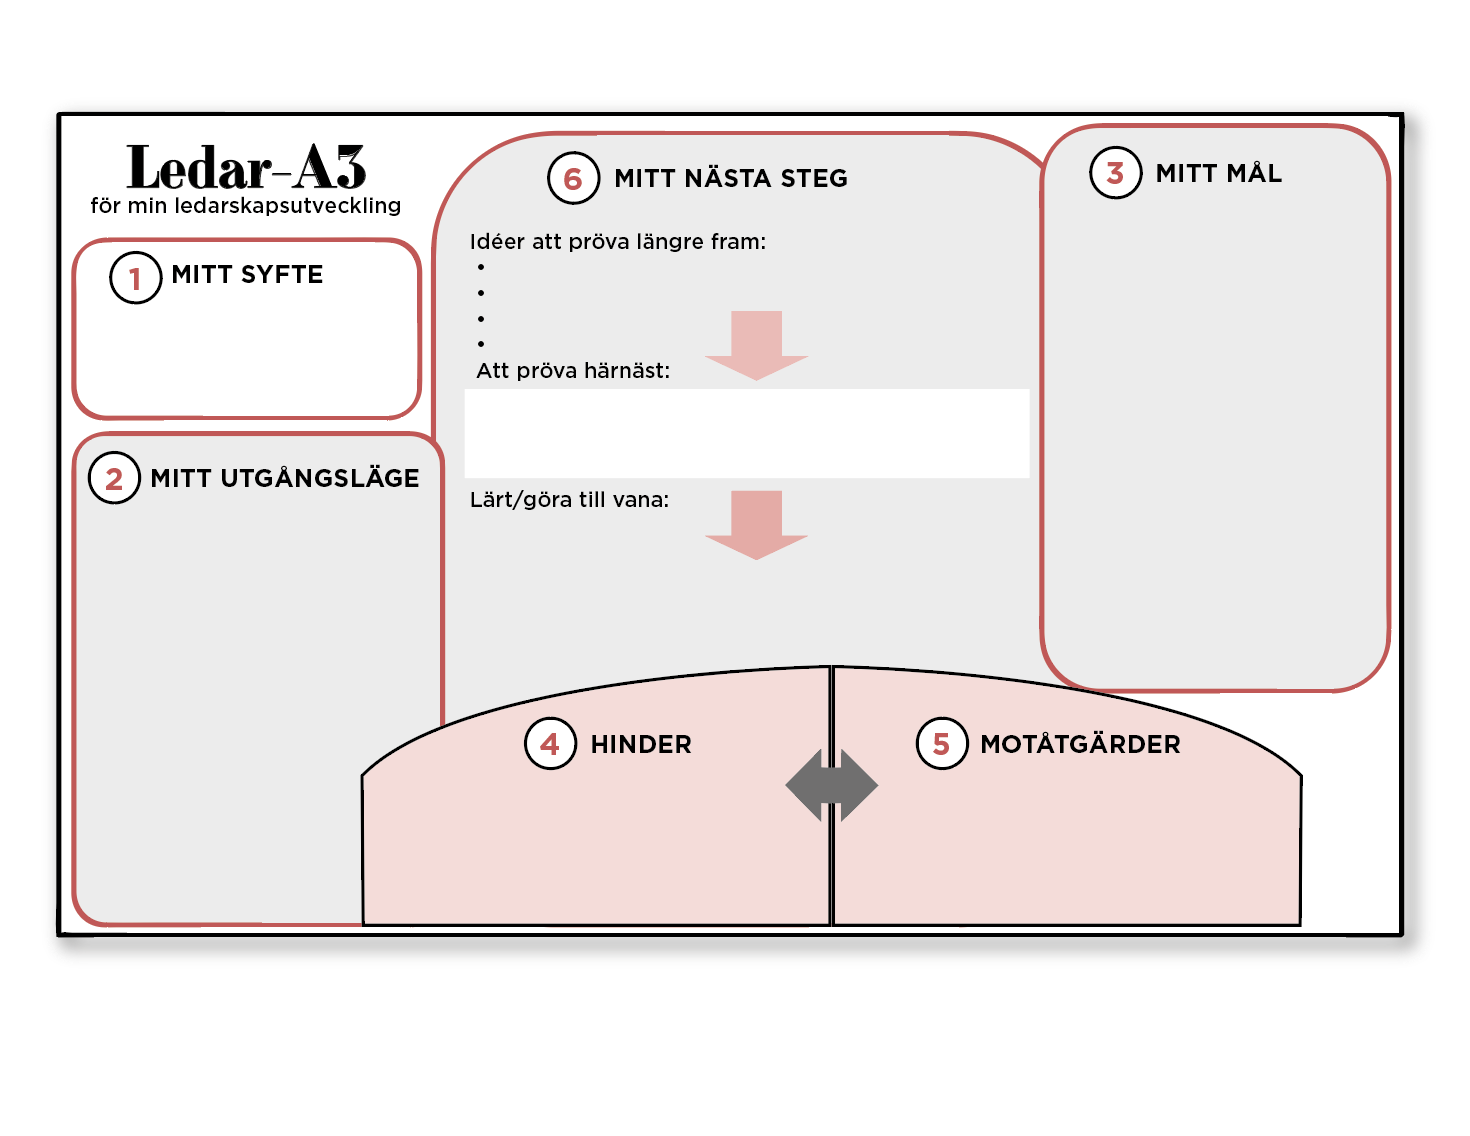 Ledar-A3
för min ledarskapsutveckling
1 MITT SYFTE
2 MITT UTGÅNGSLÄGE
6 MITT NÄSTA STEG
Idéer att pröva längre fram:
•
•
•
•
Att pröva härnäst:
Lärt/göra till vana:
3 MITT MÅL
4 HINDER
5 MOTÅTGÄRDER